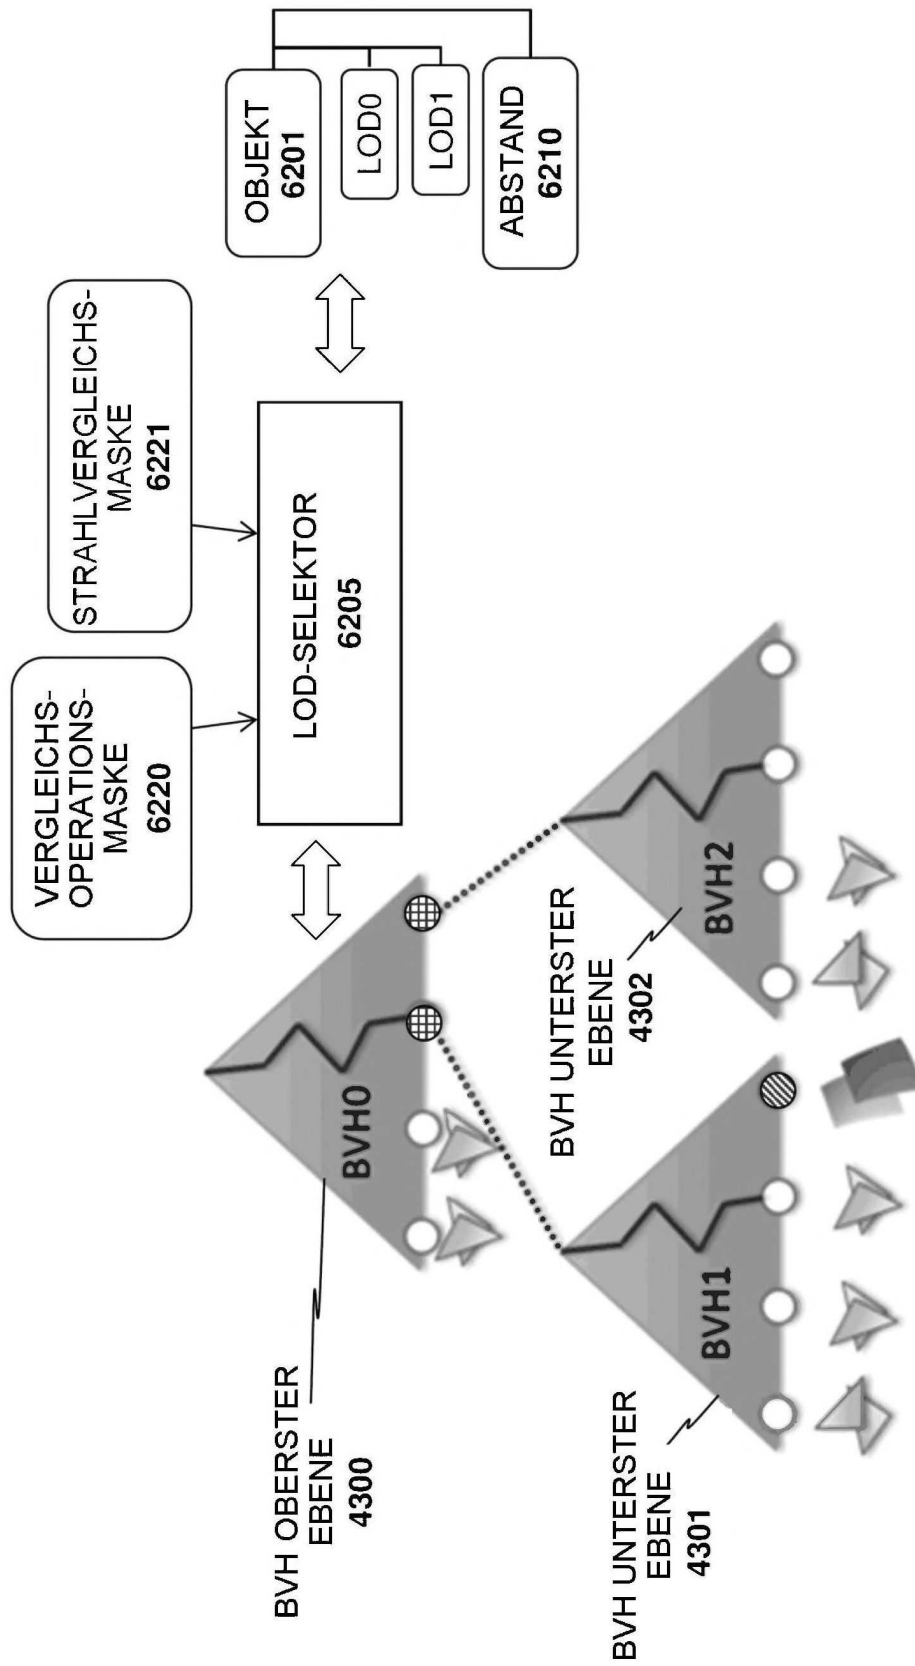 VERGLEICHS-
OPERATIONS-
MASKE
6220
STRAHLVERGLEICHS-
MASKE
6221
LOD-SELEKTOR
6205
OBJEKT
6201
LOD0
LOD1
ABSTAND
6210
BVH OBERSTER
EBENE
4300
BVH0
BVH UNTERSTER
EBENE
4301
BVH1
BVH UNTERSTER
EBENE
4302
BVH2